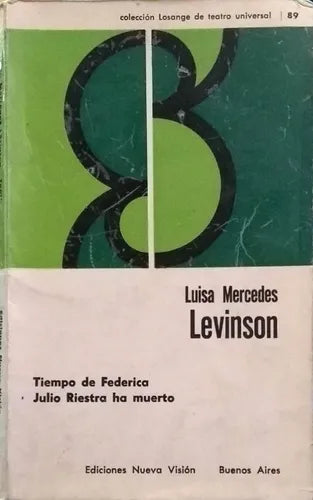 colección Losange de teatro universal | 89
Luisa Mercedes
Levinson
Tiempo de Federica
Julio Riestra ha muerto
Ediciones Nueva Visión Buenos Aires